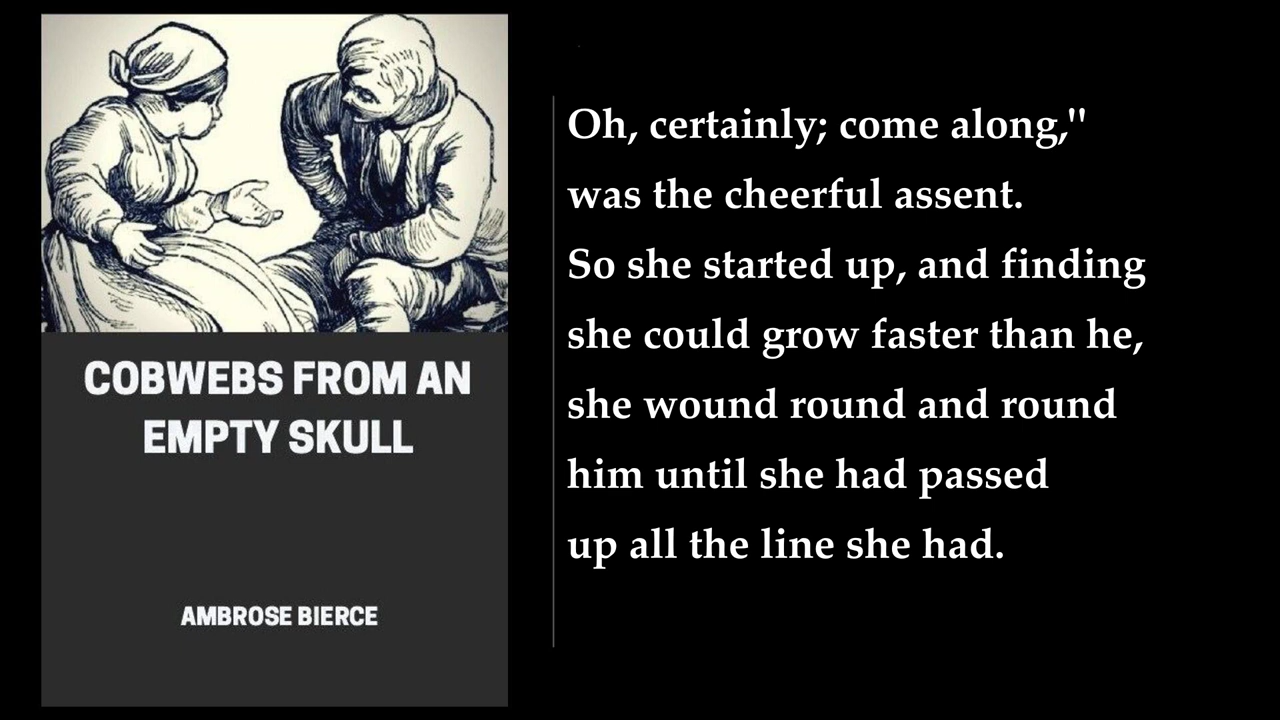 COBWEBS FROM AN
EMPTY SKULL
AMBROSE BIERCE
Oh, certainly; come along,"
was the cheerful assent.
So she started up, and finding
she could grow faster than he,
she wound round and round
him until she had passed
up all the line she had.